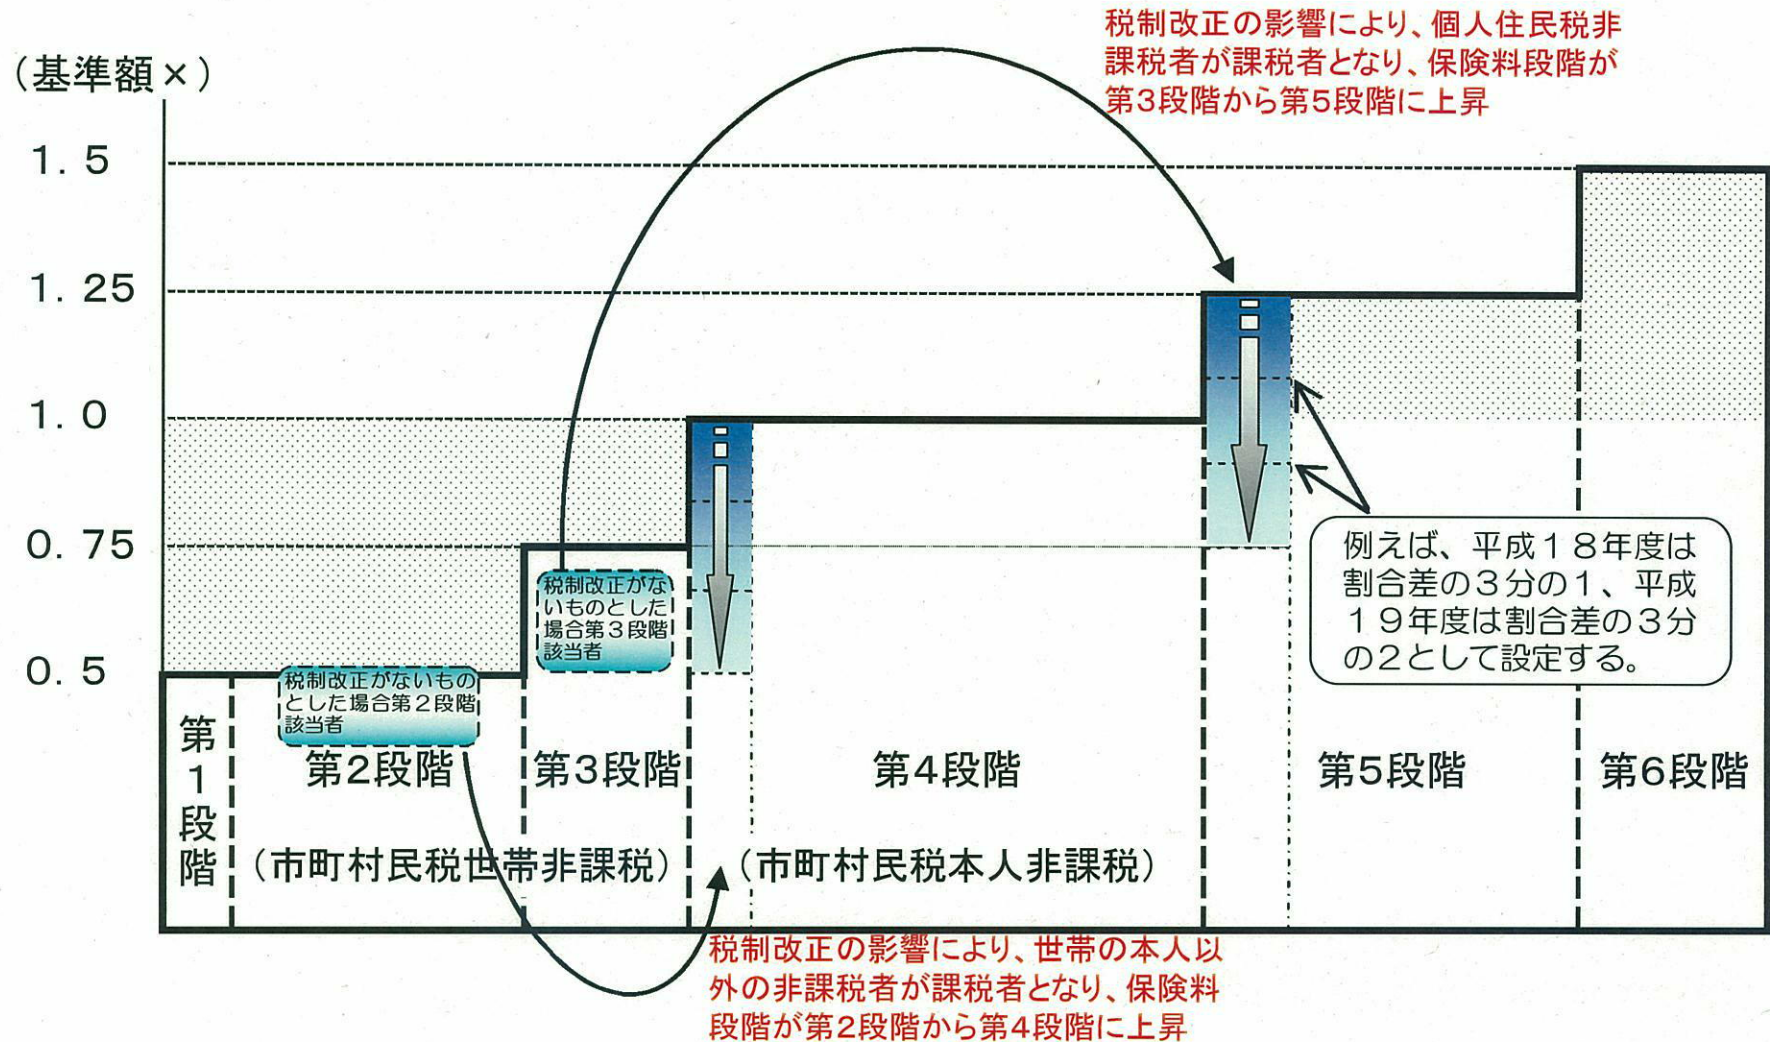 税制改正の影響により、個人住民税非
課税者が課税者となり、保険料段階が
第3段階から第5段階に上昇
（基準額×）
1.5
1.25
1.0
0.75
0.5
税制改正がな
いものとした
場合第3段階
該当者
税制改正がないもの
とした場合第2段階
該当者
例えば、平成18年度は
割合差の3分の1、平成
19年度は割合差の3分
の2として設定する。
第1段階
第2段階
第3段階
第4段階
第5段階
第6段階
（市町村民税世帯非課税）
（市町村民税本人非課税）
税制改正の影響により、世帯の本人以
外の非課税者が課税者となり、保険料
段階が第2段階から第4段階に上昇